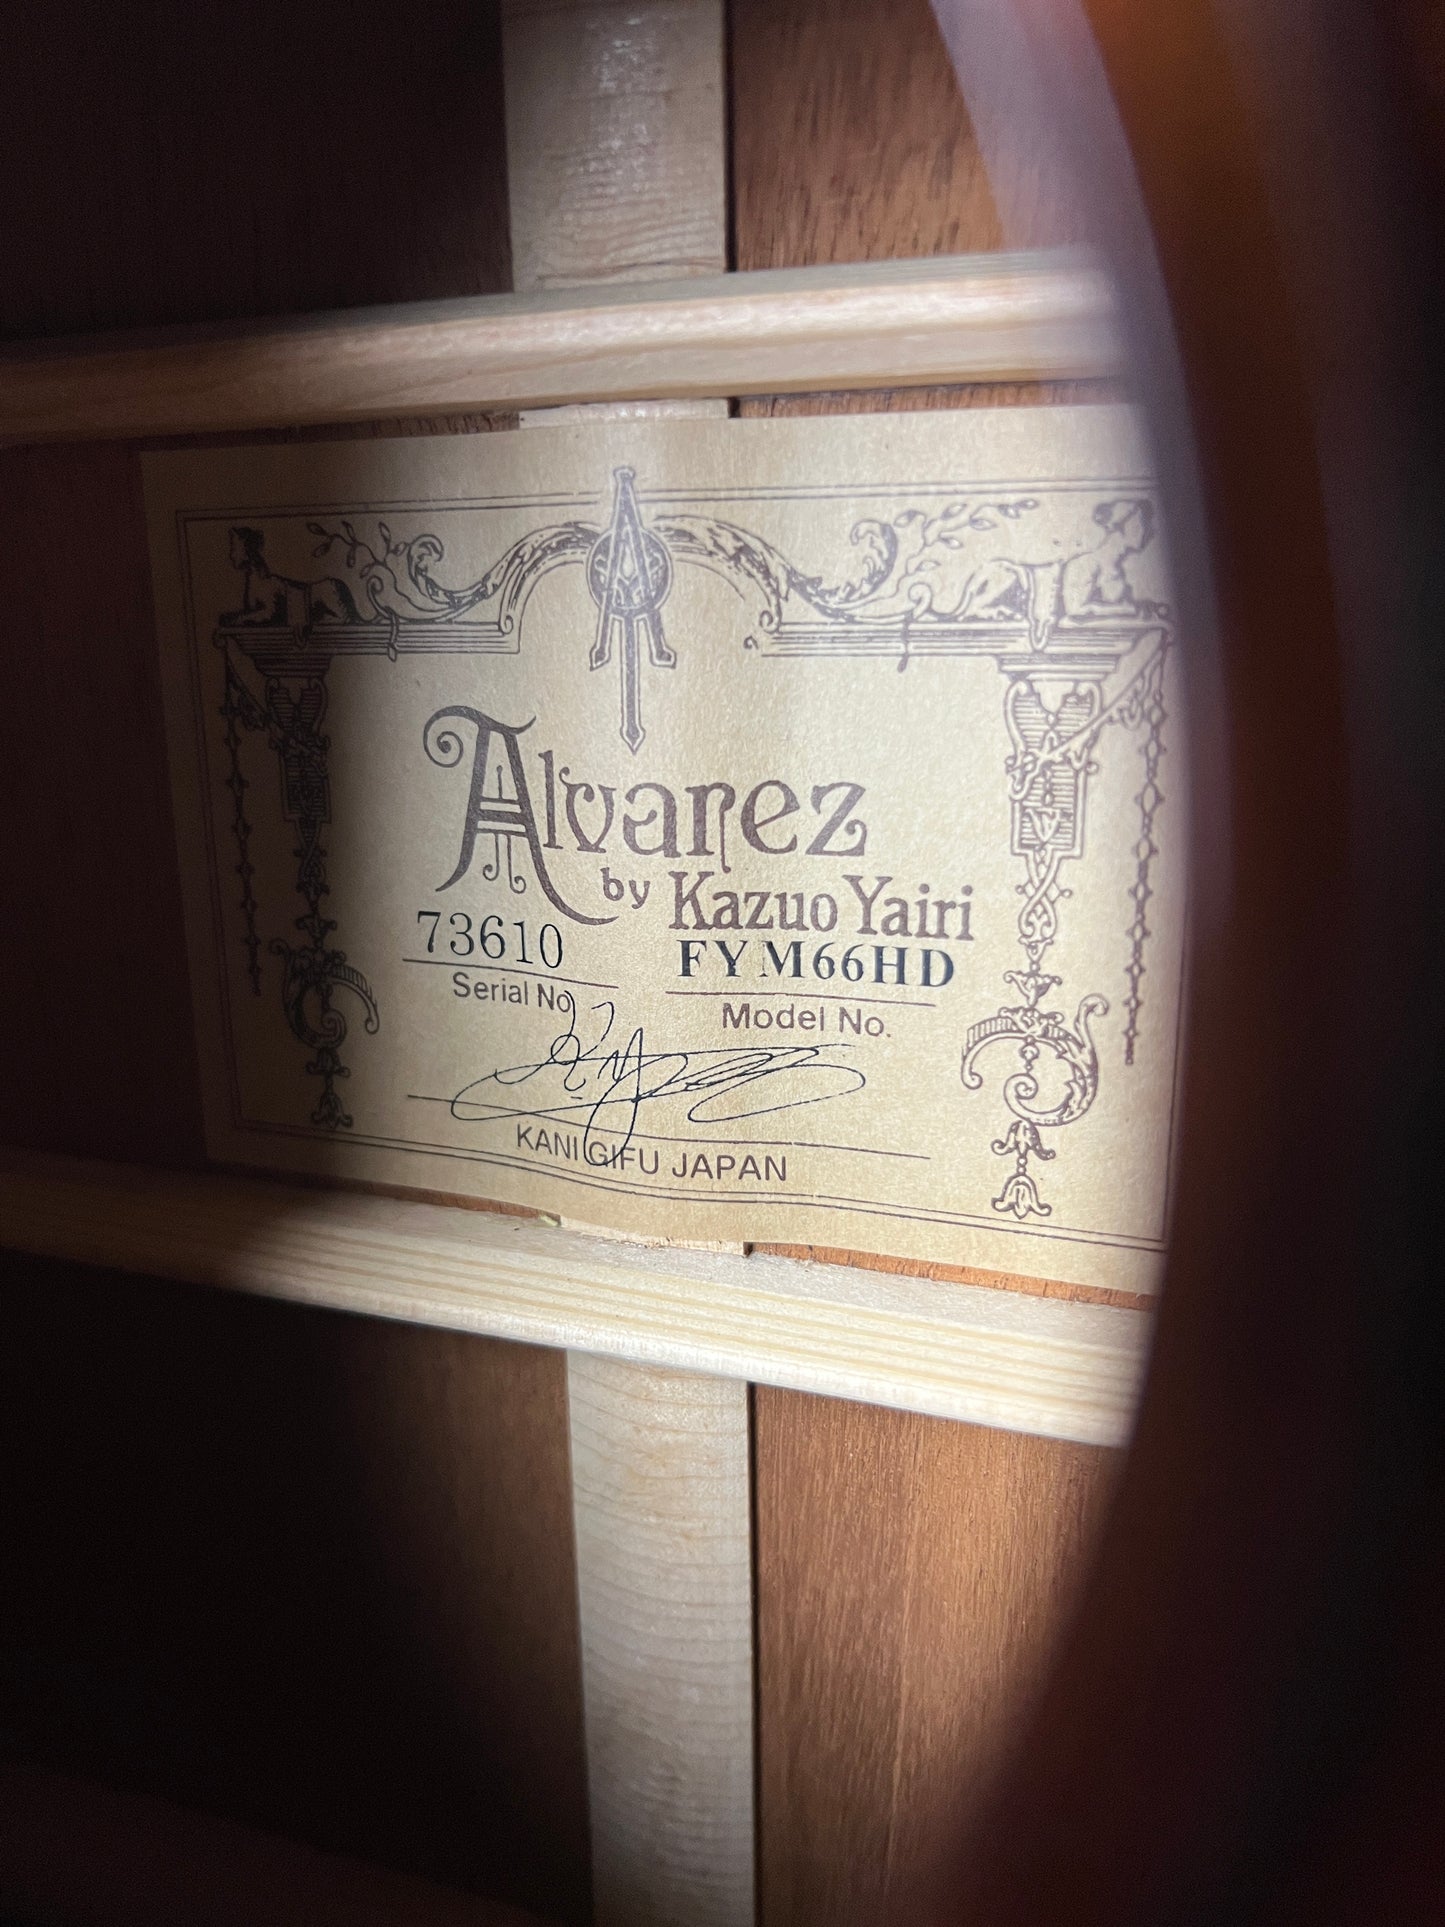 Alvarez
by Kazuo Yairi
73610 FYM66HD
Serial No. Model No.
KANI GIFU JAPAN